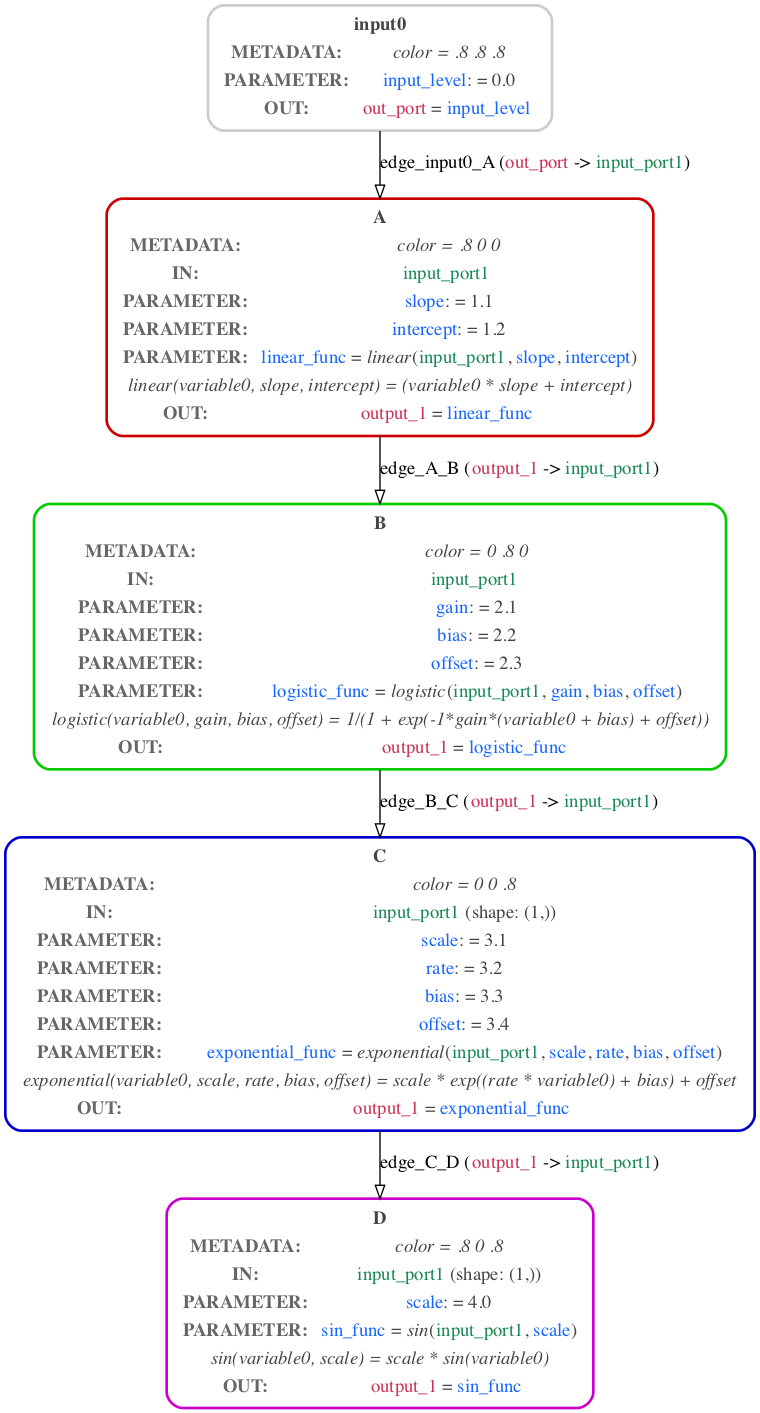 input0
METADATA: color = .8 .8 .8
PARAMETER: input_level: = 0.0
OUT: out_port = input_level
edge_input0_A (out_port -> input_port1)
A
METADATA: color = .8 0 0
IN: input_port1
PARAMETER: slope: = 1.1
PARAMETER: intercept: = 1.2
PARAMETER: linear_func = linear(input_port1, slope, intercept)
linear(variable0, slope, intercept) = (variable0 * slope + intercept)
OUT: output_1 = linear_func
edge_A_B (output_1 -> input_port1)
B
METADATA: color = 0 .8 0
IN: input_port1
PARAMETER: gain: = 2.1
PARAMETER: bias: = 2.2
PARAMETER: offset: = 2.3
PARAMETER: logistic_func = logistic(input_port1, gain, bias, offset)
logistic(variable0, gain, bias, offset) = 1/(1 + exp(-1*gain*(variable0 + bias) + offset))
OUT: output_1 = logistic_func
edge_B_C (output_1 -> input_port1)
C
METADATA: color = 0 0 .8
IN: input_port1 (shape: (1,))
PARAMETER: scale: = 3.1
PARAMETER: rate: = 3.2
PARAMETER: bias: = 3.3
PARAMETER: offset: = 3.4
PARAMETER: exponential_func = exponential(input_port1, scale, rate, bias, offset)
exponential(variable0, scale, rate, bias, offset) = scale * exp((rate * variable0) + bias) + offset
OUT: output_1 = exponential_func
edge_C_D (output_1 -> input_port1)
D
METADATA: color = .8 0 .8
IN: input_port1 (shape: (1,))
PARAMETER: scale: = 4.0
PARAMETER: sin_func = sin(input_port1, scale)
sin(variable0, scale) = scale * sin(variable0)
OUT: output_1 = sin_func